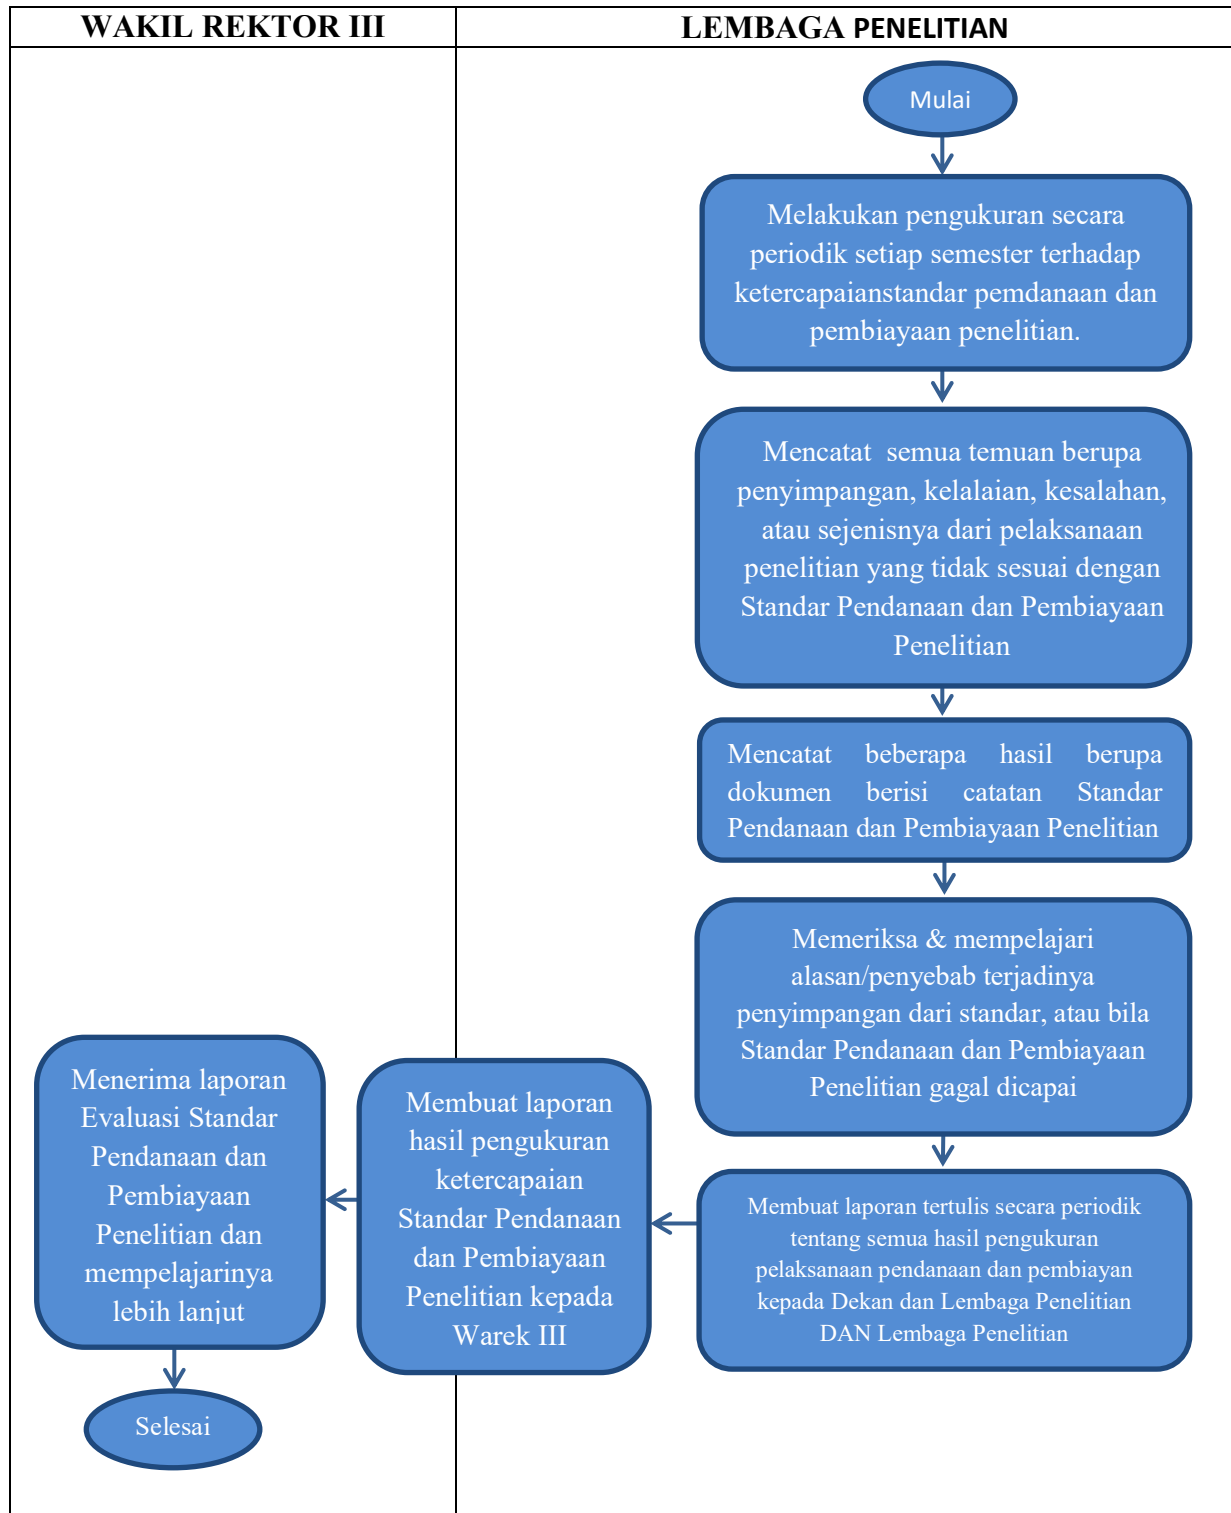 WAKIL REKTOR III
LEMBAGA PENELITIAN
Mulai
Melakukan pengukuran secara
periodik setiap semester terhadap
ketercapaianstandar pemdanaan dan
pembiayaan penelitian.
Mencatat  semua temuan berupa
penyimpangan, kelalaian, kesalahan,
atau sejenisnya dari pelaksanaan
penelitian yang tidak sesuai dengan
Standar Pendanaan dan Pembiayaan
Penelitian
Mencatat beberapa hasil berupa
dokumen berisi catatan Standar
Pendanaan dan Pembiayaan Penelitian
Memeriksa & mempelajari
alasan/penyebab terjadinya
penyimpangan dari standar, atau bila
Standar Pendanaan dan Pembiayaan
Penelitian gagal dicapai
Membuat laporan tertulis secara periodik
tentang semua hasil pengukuran
pelaksanaan pendanaan dan pembiayan
kepada Dekan dan Lembaga Penelitian
DAN Lembaga Penelitian
Membuat laporan
hasil pengukuran
ketercapaian
Standar Pendanaan
dan Pembiayaan
Penelitian kepada
Warek III
Menerima laporan
Evaluasi Standar
Pendanaan dan
Pembiayaan
Penelitian dan
mempelajarinya
lebih lanjut
Selesai